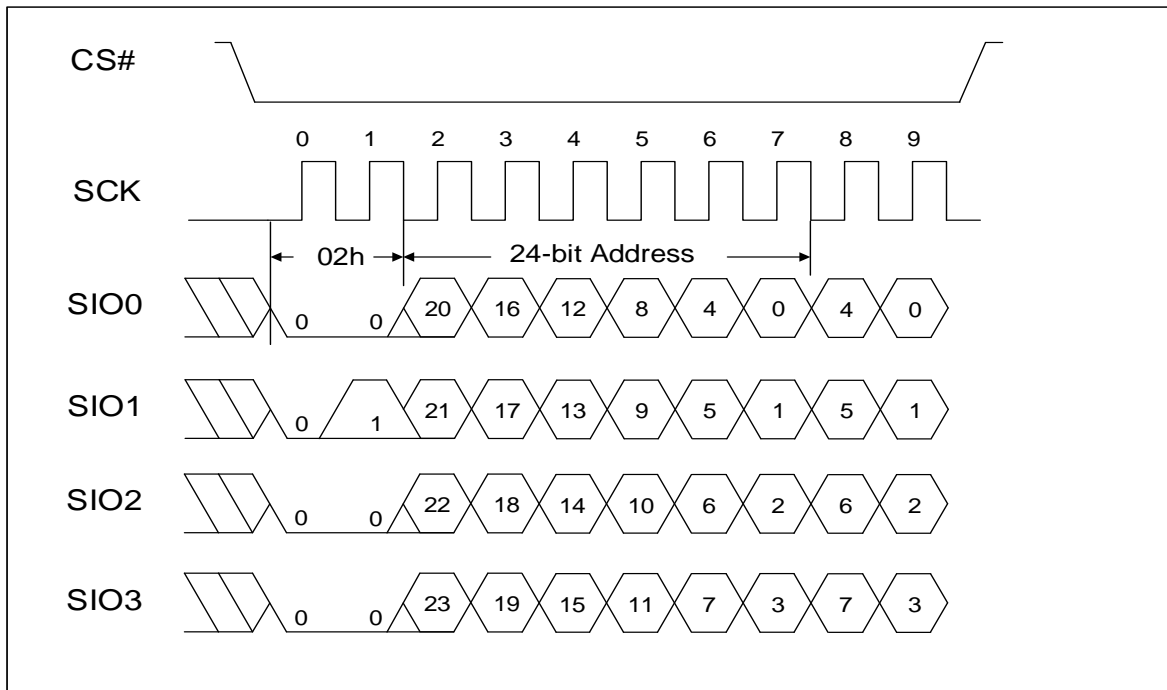 CS#
0 1 2 3 4 5 6 7 8 9
SCK
02h 24-bit Address
SIO0 0 0 20 16 12 8 4 0 4 0
SIO1 0 1 21 17 13 9 5 1 5 1
SIO2 0 0 22 18 14 10 6 2 6 2
SIO3 0 0 23 19 15 11 7 3 7 3